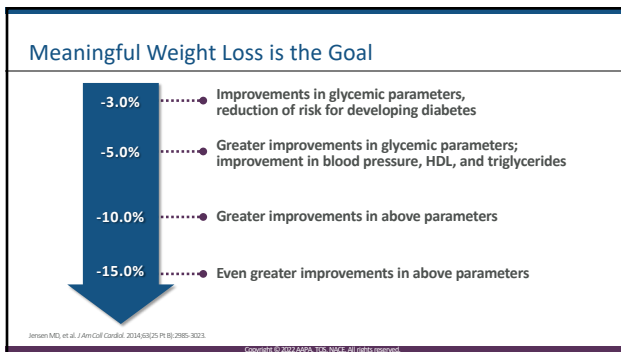 Meaningful Weight Loss is the Goal
-3.0%
Improvements in glycemic parameters,
reduction of risk for developing diabetes
-5.0%
Greater improvements in glycemic parameters;
improvement in blood pressure, HDL, and triglycerides
-10.0%
Greater improvements in above parameters
-15.0%
Even greater improvements in above parameters
Jensen MD, et al. J Am Coll Cardiol. 2014;63(25 Pt B):2985-3023.
Copyright © 2022 AAPA, TOS, NACE. All rights reserved.